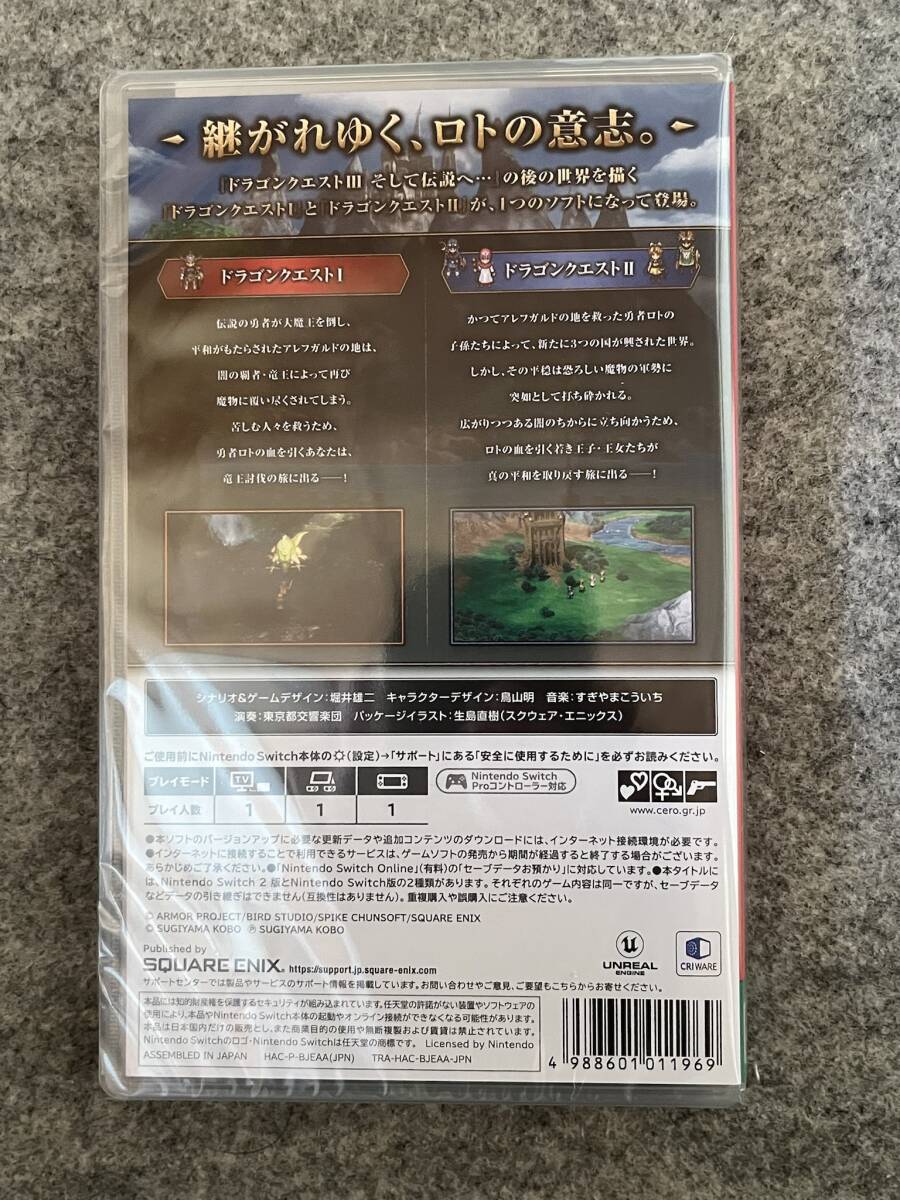 継がれゆく、ロトの意志。
『ドラゴンクエストIII そして伝説へ…』の後の世界を描く
『ドラゴンクエストI』と『ドラゴンクエストII』が、1つのソフトになって登場。
ドラゴンクエストI
伝説の勇者が大魔王を倒し、
平和がもたらされたアレフガルドの地は、
闇の覇者・竜王によって再び
魔物に覆い尽くされてしまう。
苦しむ人々を救うため、
勇者ロトの血を引くあなたは、
竜王討伐の旅に出る——!
ドラゴンクエストII
かつてアレフガルドの地を救った勇者ロトの
子孫たちによって、新たに3つの国が興された世界。
しかし、その平穏は恐ろしい魔物の軍勢に
突如として打ち砕かれる。
広がりつつある闇のちからに立ち向かうため、
ロトの血を引く若き王子・王女たちが
真の平和を取り戻す旅に出る——!
シナリオ&ゲームデザイン:堀井雄二 キャラクターデザイン:鳥山明 音楽:すぎやまこういち
演奏:東京都交響楽団 パッケージイラスト:生島直樹(スクウェア・エニックス)
ご使用前にNintendo Switch本体の(設定)→「サポート」にある「安全に使用するために」を必ずお読みください。
プレイモード TV
プレイ人数 1 1 1
Nintendo Switch
Proコントローラー対応
www.cero.gr.jp
●本ソフトのバージョンアップに必要な更新データや追加コンテンツのダウンロードには、インターネット接続環境が必要です。
●インターネットに接続することで利用できるサービスは、ゲームソフトの発売から期間が経過すると終了する場合がございます。
あらかじめご了承ください。●「Nintendo Switch Online」(有料)の「セーブデータお預かり」に対応しています。●本タイトルに
は、Nintendo Switch 2 版とNintendo Switch版の2種類があります。それぞれのゲーム内容は同一ですが、セーブデータ
などデータの引き継ぎはできません(互換性はありません)。重複購入や誤購入にご注意ください。
© ARMOR PROJECT/BIRD STUDIO/SPIKE CHUNSOFT/SQUARE ENIX
© SUGIYAMA KOBO ℗ SUGIYAMA KOBO
Published by
SQUARE ENIX. https://support.jp.square-enix.com
UNREAL
ENGINE
CRIWARE
サポートセンターでは製品やサービスのサポート情報を掲載しています。お問い合わせやご意見、ご要望もこちらからお寄せください。
本品には知的財産権を保護するセキュリティが組み込まれています。任天堂の許諾がない装置やソフトウェアの
使用により、本品やNintendo Switch本体の起動やオンライン接続ができなくなる可能性があります。
本品は日本国内だけの販売とし、また商業目的の使用や無断複製および賃貸は禁止されています。
Nintendo Switchのロゴ・Nintendo Switchは任天堂の商標です。 Licensed by Nintendo
ASSEMBLED IN JAPAN HAC-P-BJEAA(JPN) TRA-HAC-BJEAA-JPN
4 988601 011969